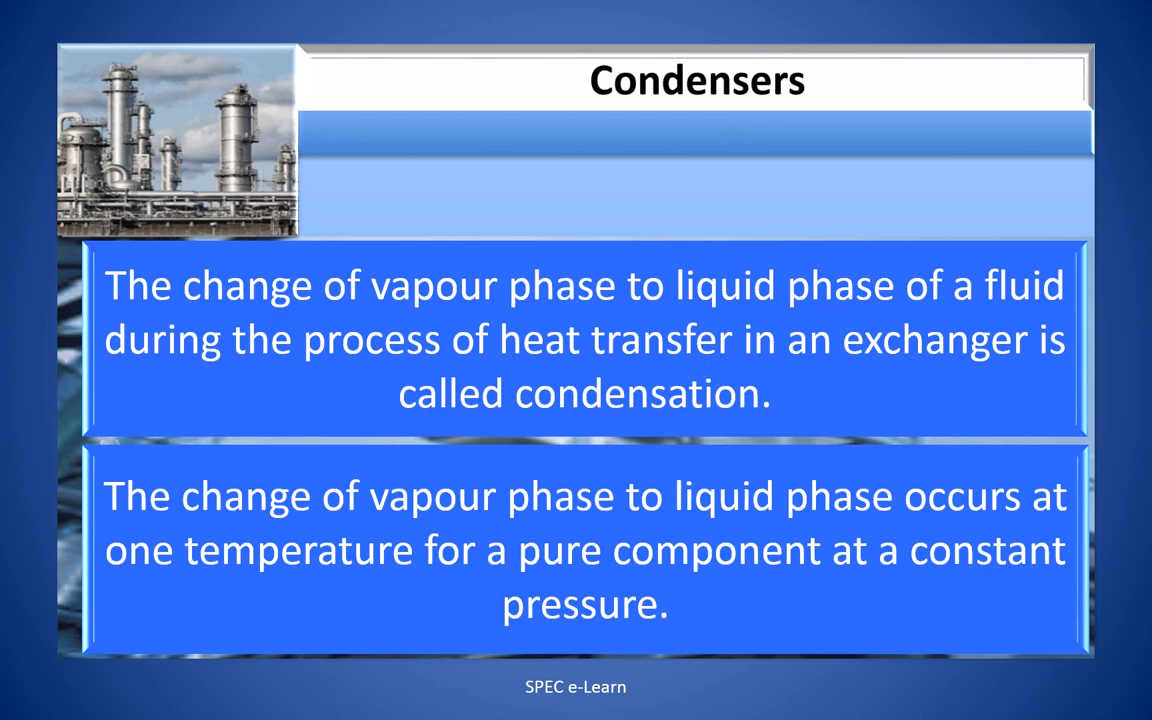 Condensers
The change of vapour phase to liquid phase of a fluid
during the process of heat transfer in an exchanger is
called condensation.
The change of vapour phase to liquid phase occurs at
one temperature for a pure component at a constant
pressure.
SPEC e-Learn